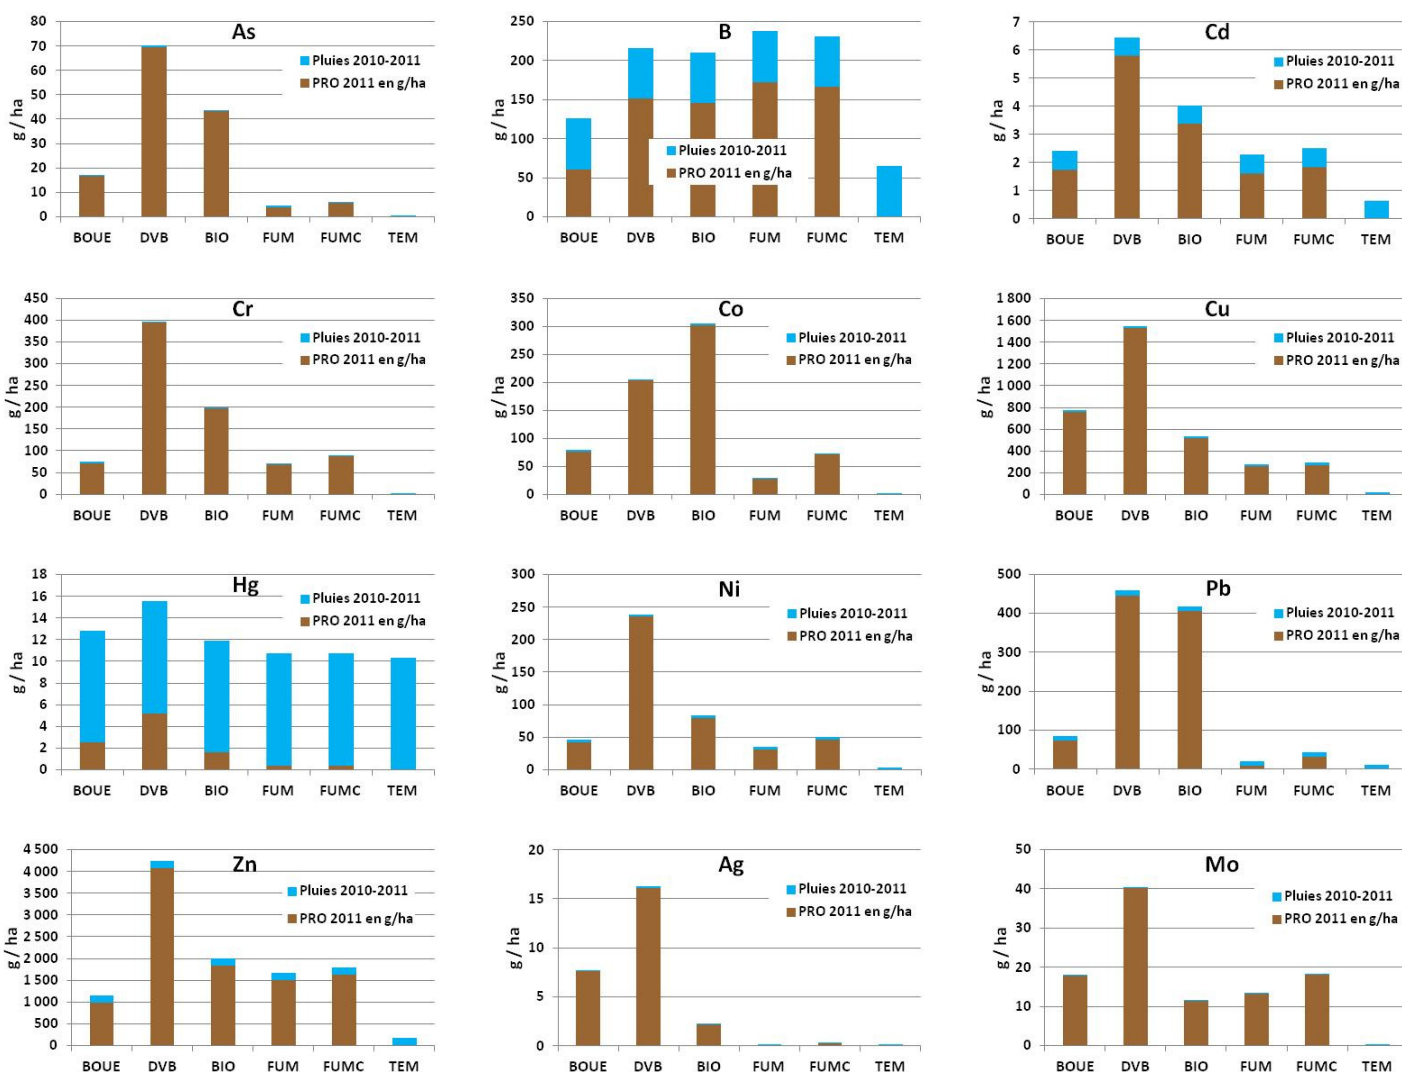 As
80
70
60
50
40
30
20
10
0
g / ha
Pluies 2010-2011
PRO 2011 en g/ha
BOUE DVB BIO FUM FUMC TEM
B
250
200
150
100
50
0
g / ha
Pluies 2010-2011
PRO 2011 en g/ha
BOUE DVB BIO FUM FUMC TEM
Cd
7
6
5
4
3
2
1
0
g / ha
Pluies 2010-2011
PRO 2011 en g/ha
BOUE DVB BIO FUM FUMC TEM
Cr
450
400
350
300
250
200
150
100
50
0
g / ha
Pluies 2010-2011
PRO 2011 en g/ha
BOUE DVB BIO FUM FUMC TEM
Co
350
300
250
200
150
100
50
0
g / ha
Pluies 2010-2011
PRO 2011 en g/ha
BOUE DVB BIO FUM FUMC TEM
Cu
1 800
1 600
1 400
1 200
1 000
800
600
400
200
0
g / ha
Pluies 2010-2011
PRO 2011 en g/ha
BOUE DVB BIO FUM FUMC TEM
Hg
18
16
14
12
10
8
6
4
2
0
g / ha
Pluies 2010-2011
PRO 2011 en g/ha
BOUE DVB BIO FUM FUMC TEM
Ni
300
250
200
150
100
50
0
g / ha
Pluies 2010-2011
PRO 2011 en g/ha
BOUE DVB BIO FUM FUMC TEM
Pb
500
400
300
200
100
0
g / ha
Pluies 2010-2011
PRO 2011 en g/ha
BOUE DVB BIO FUM FUMC TEM
Zn
4 500
4 000
3 500
3 000
2 500
2 000
1 500
1 000
500
0
g / ha
Pluies 2010-2011
PRO 2011 en g/ha
BOUE DVB BIO FUM FUMC TEM
Ag
20
15
10
5
0
g / ha
Pluies 2010-2011
PRO 2011 en g/ha
BOUE DVB BIO FUM FUMC TEM
Mo
50
40
30
20
10
0
g / ha
Pluies 2010-2011
PRO 2011 en g/ha
BOUE DVB BIO FUM FUMC TEM